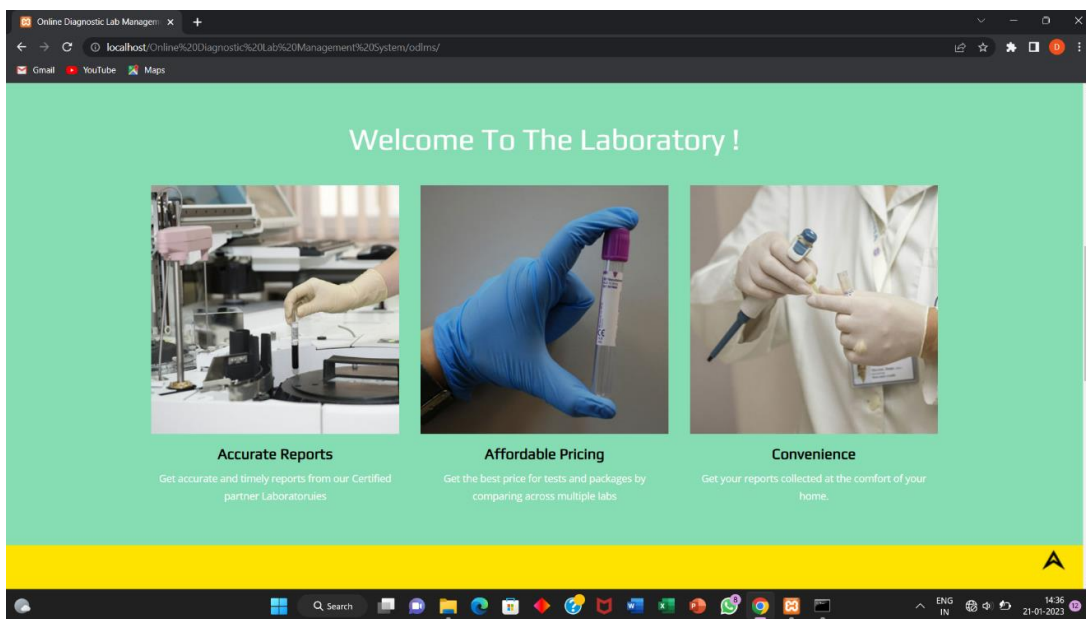 Online Diagnostic Lab Managem
localhost/Online%20Diagnostic%20Lab%20Management%20System/odlms/
D
Gmail
YouTube
Maps
Welcome To The Laboratory !
Accurate Reports
Affordable Pricing
Convenience
Get accurate and timely reports from our Certified
partner Laboratoruies
Get the best price for tests and packages by
comparing across multiple labs
Get your reports collected at the comfort of your
home.
Search
8
ENG
IN
14:36
21-01-2023
12